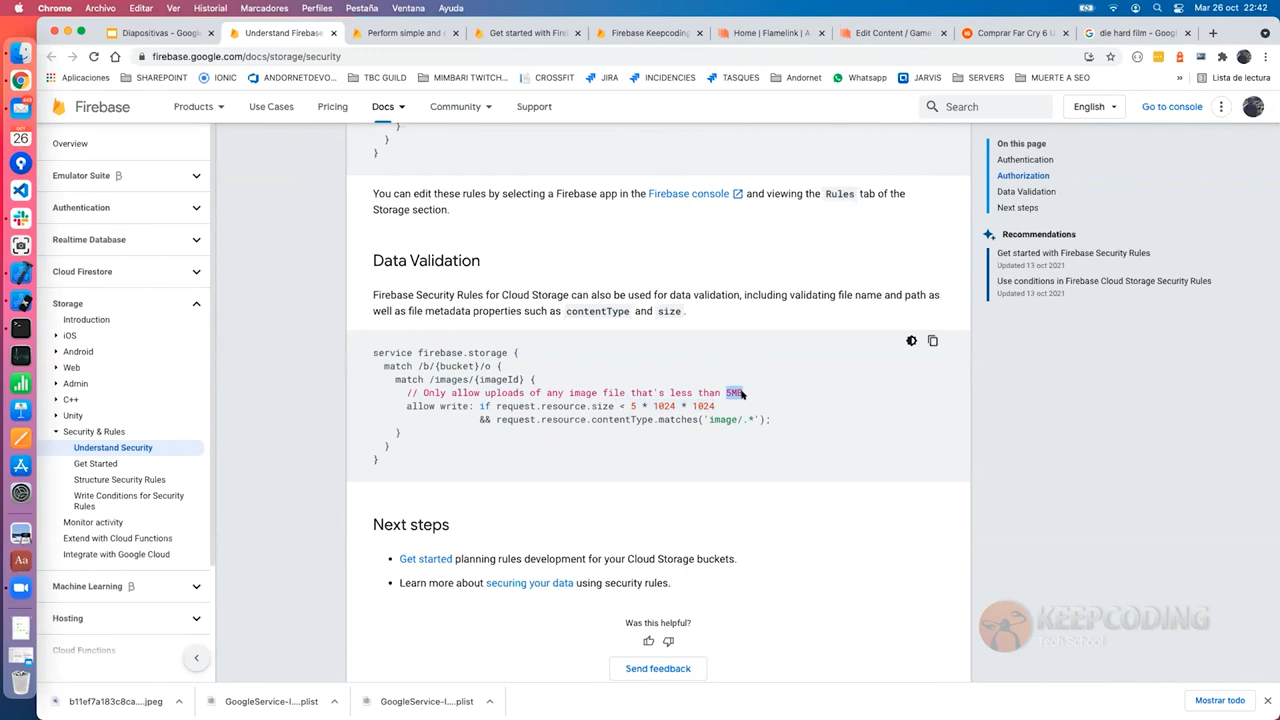 Chrome Archivo Editar Ver Historial Marcadores Perfiles Pestaña Ventana Ayuda Mar 26 oct 22:42
Diapositivas - Google Understand Firebase Perform simple and c Get started with Fire Firebase Keepcoding Home | Flamelink | A Edit Content / Game Comprar Far Cry 6 U die hard film - Goog
firebase.google.com/docs/storage/security
Aplicaciones SHAREPOINT IONIC ANDORNETDEVO... TBC GUILD MIMBARI TWITCH... CROSSFIT JIRA INCIDENCIES TASQUES Andornet Whatsapp JARVIS SERVERS MUERTE A SEO » Lista de lectura
Firebase Products Use Cases Pricing Docs Community Support Search English Go to console
Overview
Emulator Suite β
Authentication
Realtime Database
Cloud Firestore
Storage
Introduction
iOS
Android
Web
Admin
C++
Unity
Security & Rules
Understand Security
Get Started
Structure Security Rules
Write Conditions for Security
Rules
Monitor activity
Extend with Cloud Functions
Integrate with Google Cloud
Machine Learning β
Hosting
Cloud Functions
}
}
}
You can edit these rules by selecting a Firebase app in the Firebase console and viewing the Rules tab of the
Storage section.
Data Validation
Firebase Security Rules for Cloud Storage can also be used for data validation, including validating file name and path as
well as file metadata properties such as contentType and size.
service firebase.storage {
match /b/{bucket}/o {
match /images/{imageId} {
// Only allow uploads of any image file that's less than 5MB
allow write: if request.resource.size < 5 * 1024 * 1024
&& request.resource.contentType.matches('image/.*');
}
}
}
Next steps
• Get started planning rules development for your Cloud Storage buckets.
• Learn more about securing your data using security rules.
Was this helpful?
Send feedback
On this page
Authentication
Authorization
Data Validation
Next steps
Recommendations
Get started with Firebase Security Rules
Updated 13 oct 2021
Use conditions in Firebase Cloud Storage Security Rules
Updated 13 oct 2021
KEEPCODING
Tech School
b11ef7a183c8ca....jpeg GoogleService-I....plist GoogleService-I....plist Mostrar todo